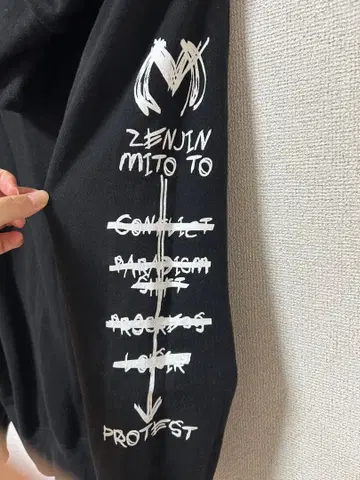 M
ZENJIN
MITO TO
CONFLICT
PARADIGM
SHIFT
PROGRESS
LOSER
PROTEST